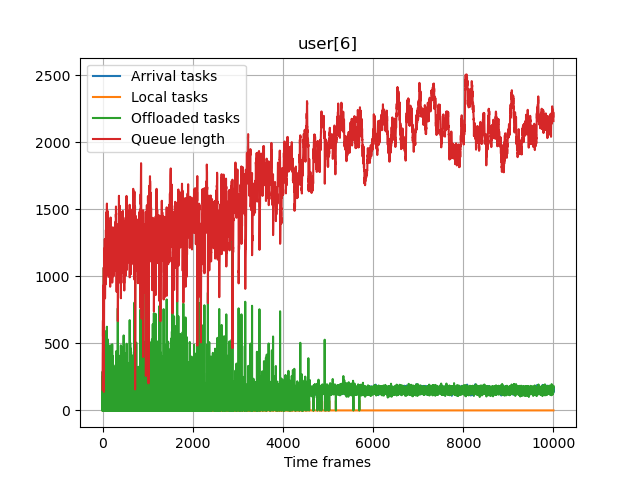 user[6]
Arrival tasks
Local tasks
Offloaded tasks
Queue length
2500
2000
1500
1000
500
0
0 2000 4000 6000 8000 10000
Time frames